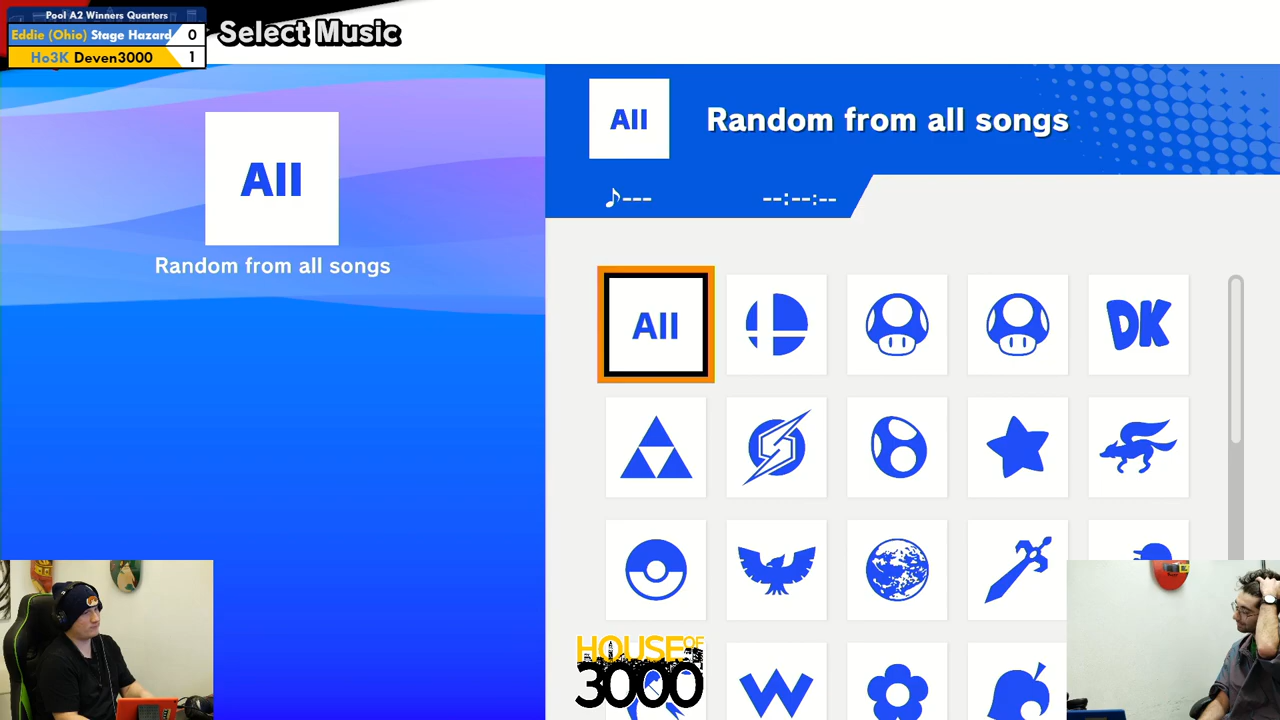 Pool A2 Winners Quarters
Eddie (Ohio) Stage Hazard 0
Ho3K Deven3000 1
Select Music
All
Random from all songs
All
Random from all songs
♪--- --:--:--
All
DK
HOUSE OF
3000